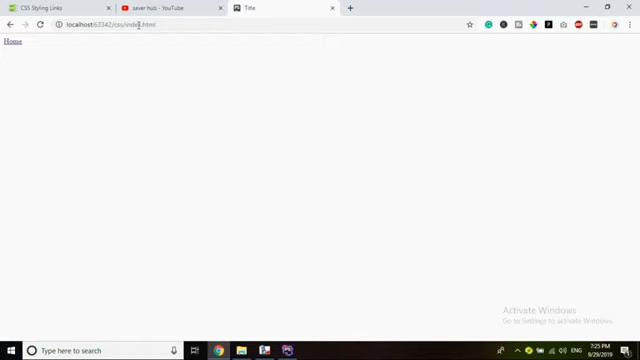 CSS Styling Links
saver hub - YouTube
Title
localhost:63342/css/index.html
Home
Activate Windows
Go to Settings to activate Windows.
Type here to search
ENG
7:25 PM
9/29/2019